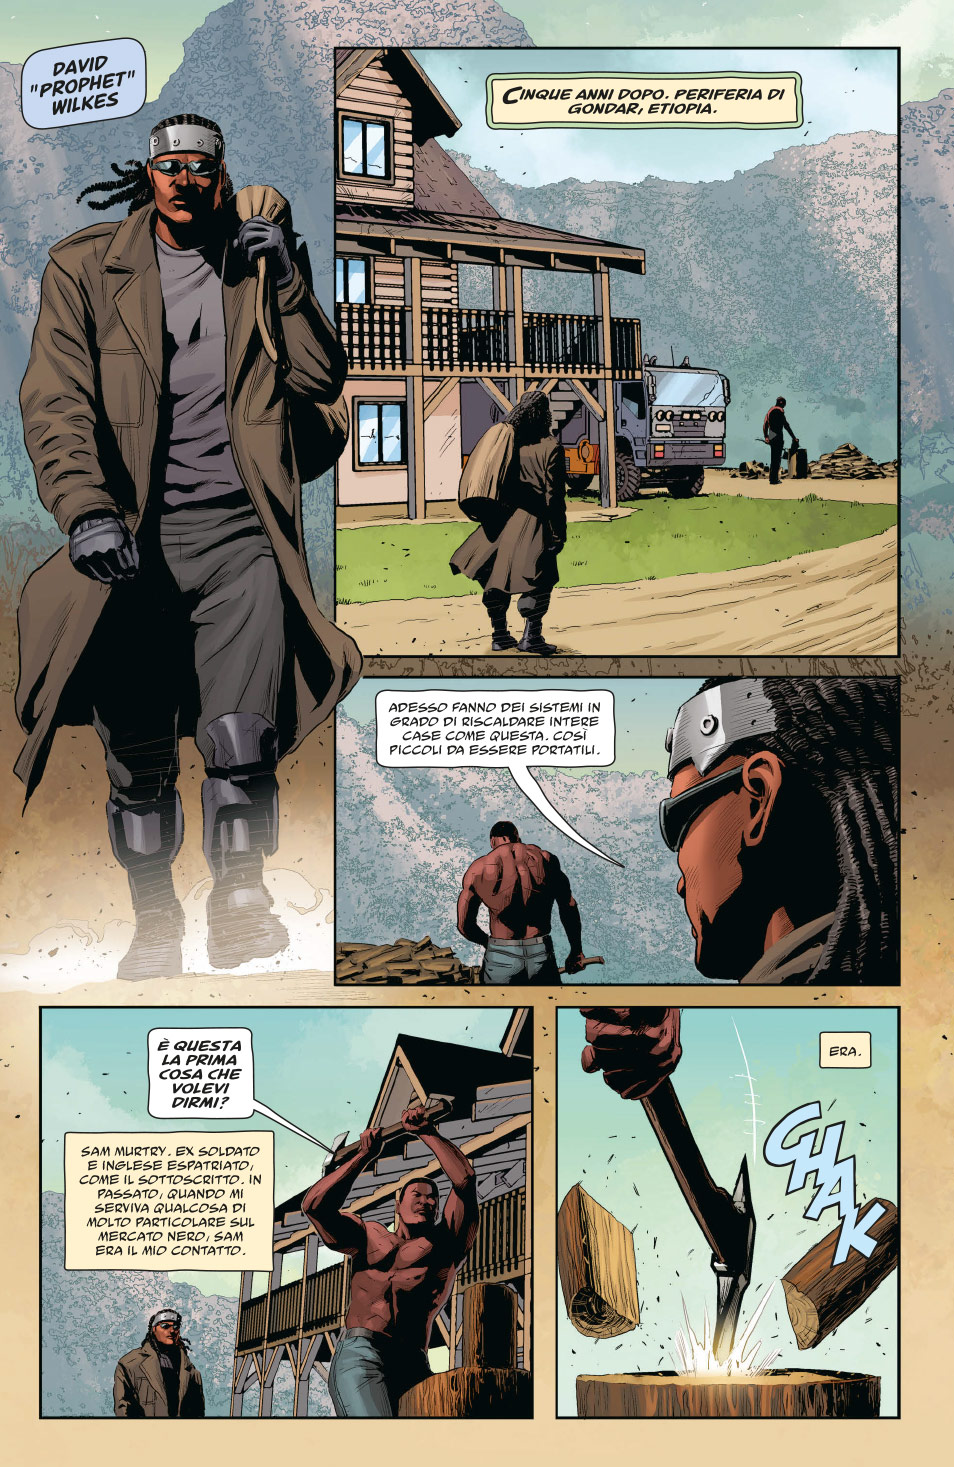 DAVID
"PROPHET"
WILKES
CINQUE ANNI DOPO. PERIFERIA DI
GONDAR, ETIOPIA.
ADESSO FANNO DEI SISTEMI IN
GRADO DI RISCALDARE INTERE
CASE COME QUESTA. COSÌ
PICCOLI DA ESSERE PORTATILI.
È QUESTA
LA PRIMA
COSA CHE
VOLEVI
DIRMI?
SAM MURTRY. EX SOLDATO
E INGLESE ESPATRIATO,
COME IL SOTTOSCRITTO. IN
PASSATO, QUANDO MI
SERVIVA QUALCOSA DI
MOLTO PARTICOLARE SUL
MERCATO NERO, SAM
ERA IL MIO CONTATTO.
ERA.
CHAK